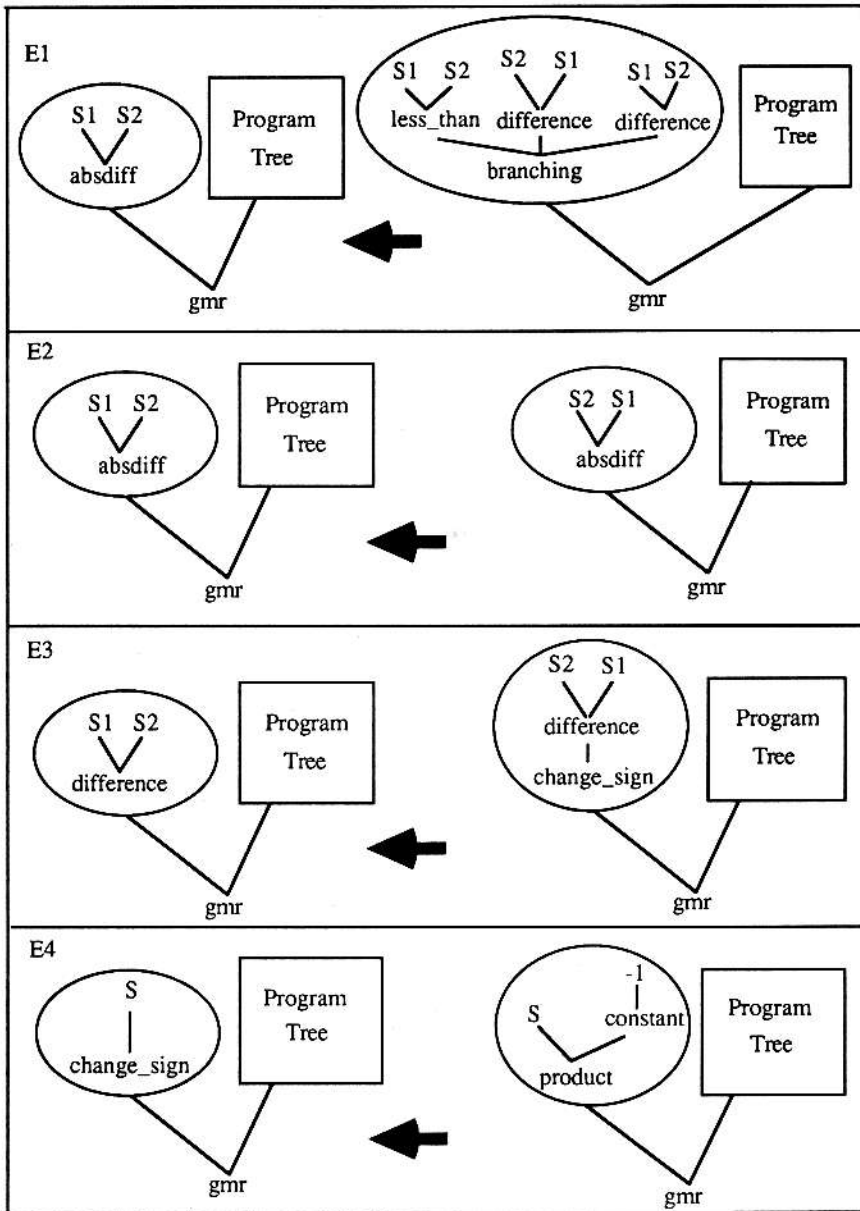 E1
S1 S2
absdiff
Program
Tree
gmr
S1 S2
less_than
S2 S1
difference
S1 S2
difference
branching
Program
Tree
gmr
E2
S1 S2
absdiff
Program
Tree
gmr
S2 S1
absdiff
Program
Tree
gmr
E3
S1 S2
difference
Program
Tree
gmr
S2 S1
difference
change_sign
Program
Tree
gmr
E4
S
change_sign
Program
Tree
gmr
-1
S
constant
product
Program
Tree
gmr